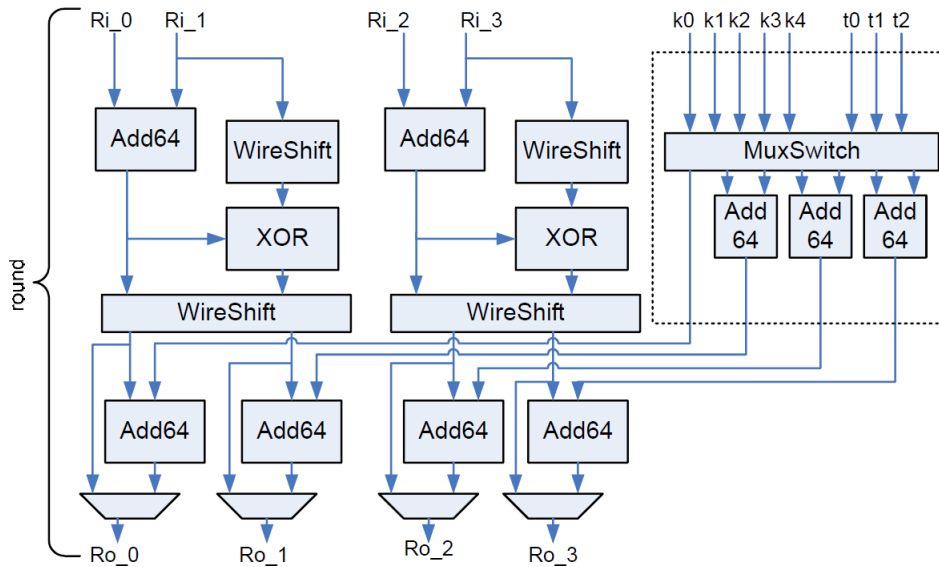 Ri_0 Ri_1 Ri_2 Ri_3 k0 k1 k2 k3 k4 t0 t1 t2
Add64 WireShift Add64 WireShift MuxSwitch
XOR XOR Add 64 Add 64 Add 64
round
WireShift WireShift
Add64 Add64 Add64 Add64
Ro_0 Ro_1 Ro_2 Ro_3